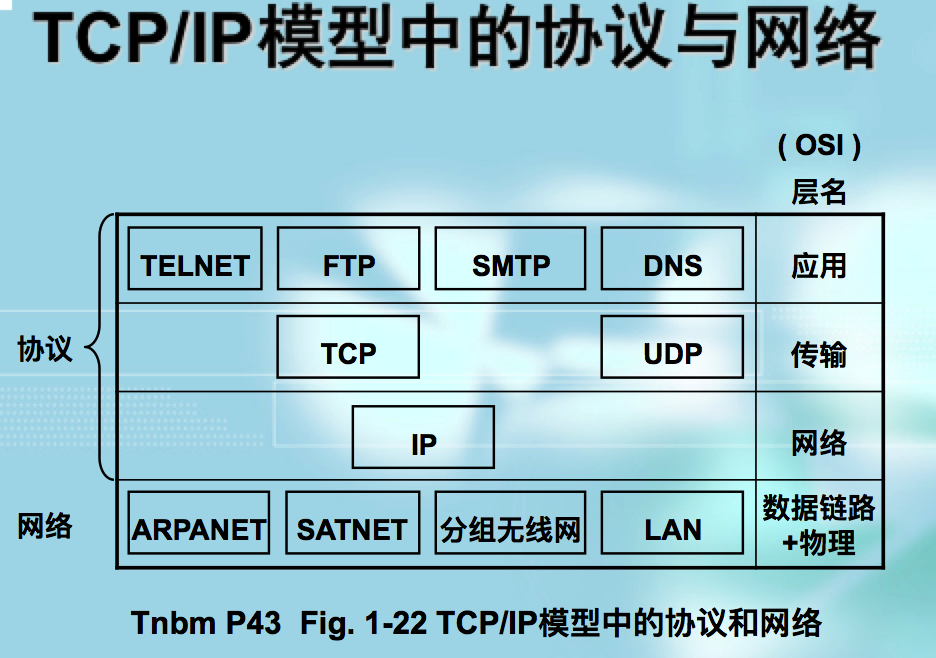 TCP/IP模型中的协议与网络
( OSI )
层名
TELNET FTP SMTP DNS 应用
协议 TCP UDP 传输
IP 网络
网络 ARPANET SATNET 分组无线网 LAN 数据链路
+物理
Tnbm P43 Fig. 1-22 TCP/IP模型中的协议和网络